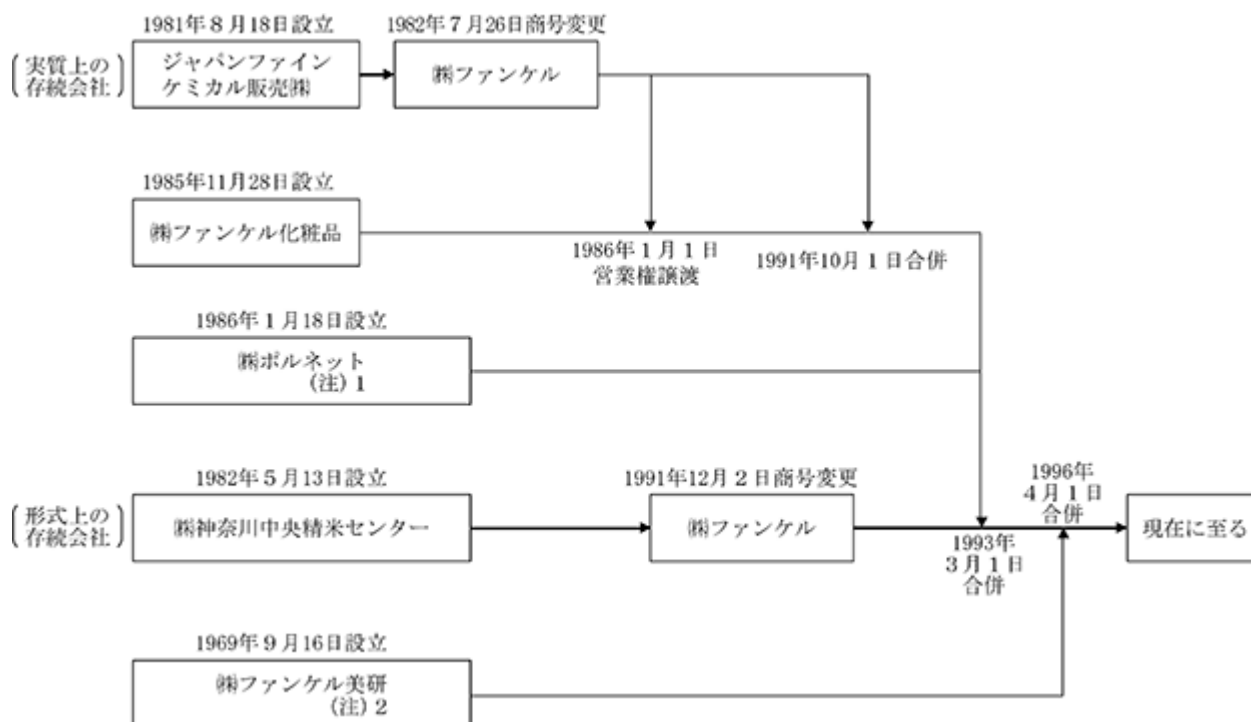 1981年８月18日設立
1982年７月26日商号変更
実質上の
存続会社
ジャパンファイン
ケミカル販売㈱
㈱ファンケル
1985年11月28日設立
㈱ファンケル化粧品
1986年１月１日
営業権譲渡
1991年10月１日合併
1986年１月18日設立
㈱ポルネット
(注)１
1982年５月13日設立
1991年12月２日商号変更
1996年
４月１日
合併
形式上の
存続会社
㈱神奈川中央精米センター
㈱ファンケル
現在に至る
1993年
３月１日
合併
1969年９月16日設立
㈱ファンケル美研
(注)２